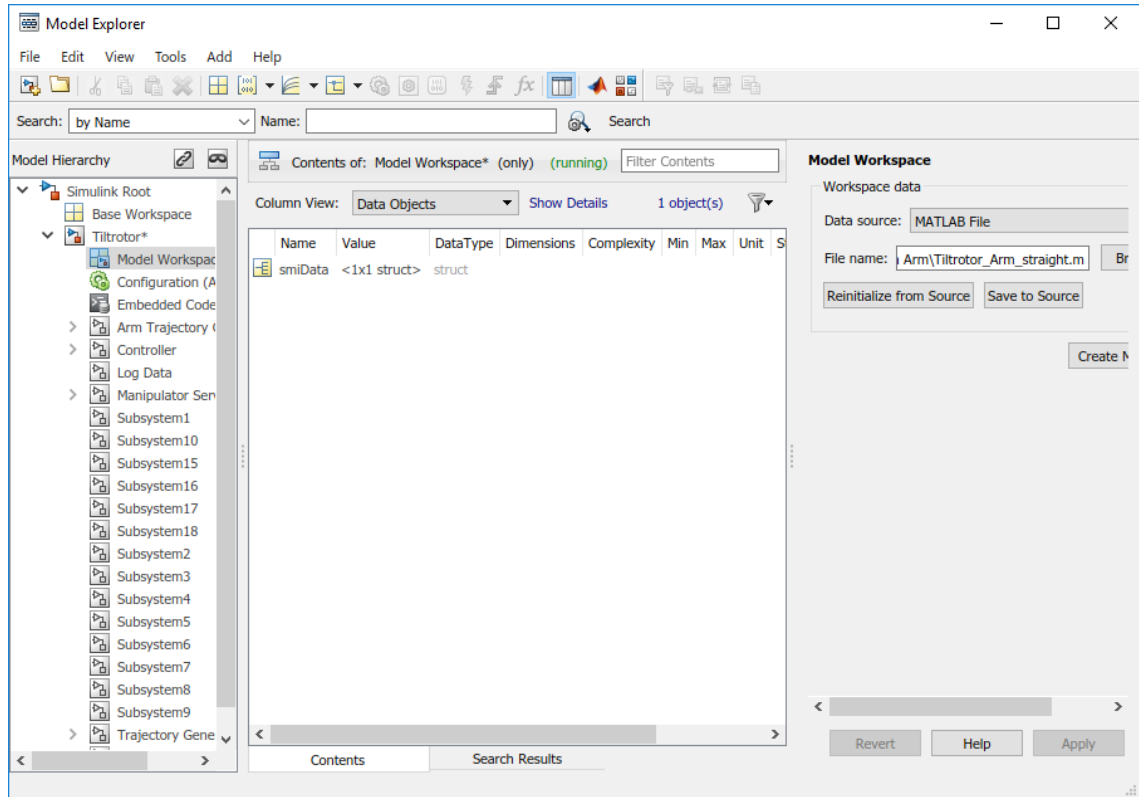 Model Explorer
File Edit View Tools Add Help
Search: by Name Name: Search
Model Hierarchy
Simulink Root
Base Workspace
Tiltrotor*
Model Workspac
Configuration (A
Embedded Code
Arm Trajectory
Controller
Log Data
Manipulator Ser
Subsystem1
Subsystem10
Subsystem15
Subsystem16
Subsystem17
Subsystem18
Subsystem2
Subsystem3
Subsystem4
Subsystem5
Subsystem6
Subsystem7
Subsystem8
Subsystem9
Trajectory Gene
Contents of: Model Workspace* (only) (running) Filter Contents
Column View: Data Objects Show Details 1 object(s)
Name Value DataType Dimensions Complexity Min Max Unit S
smiData <1x1 struct> struct
Contents Search Results
Model Workspace
Workspace data
Data source: MATLAB File
File name: Arm\Tiltrotor_Arm_straight.m Br
Reinitialize from Source Save to Source
Create M
Revert Help Apply